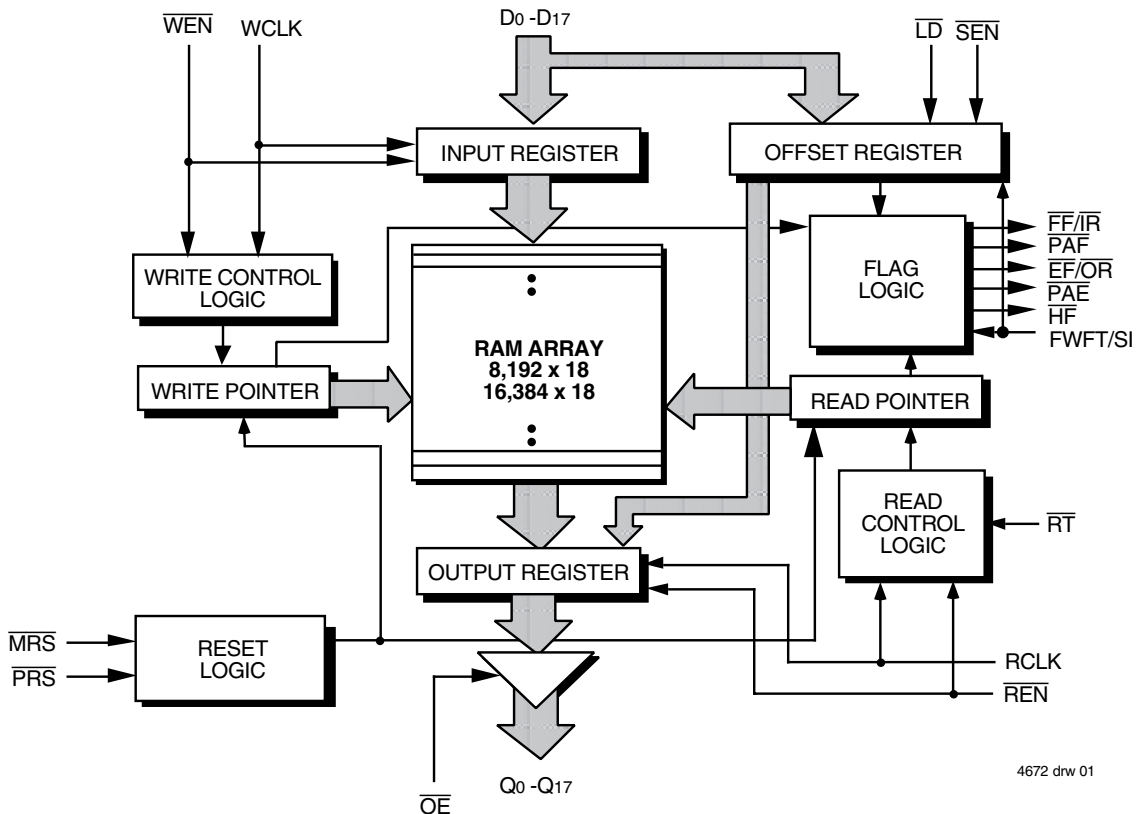 WEN WCLK D0 -D17 LD SEN
INPUT REGISTER
OFFSET REGISTER
WRITE CONTROL
LOGIC
FLAG
LOGIC
FF/IR
PAF
EF/OR
PAE
HF
FWFT/SI
RAM ARRAY
8,192 x 18
16,384 x 18
WRITE POINTER
READ POINTER
READ
CONTROL
LOGIC
RT
OUTPUT REGISTER
MRS
PRS
RESET
LOGIC
RCLK
REN
OE
Q0 -Q17
4672 drw 01